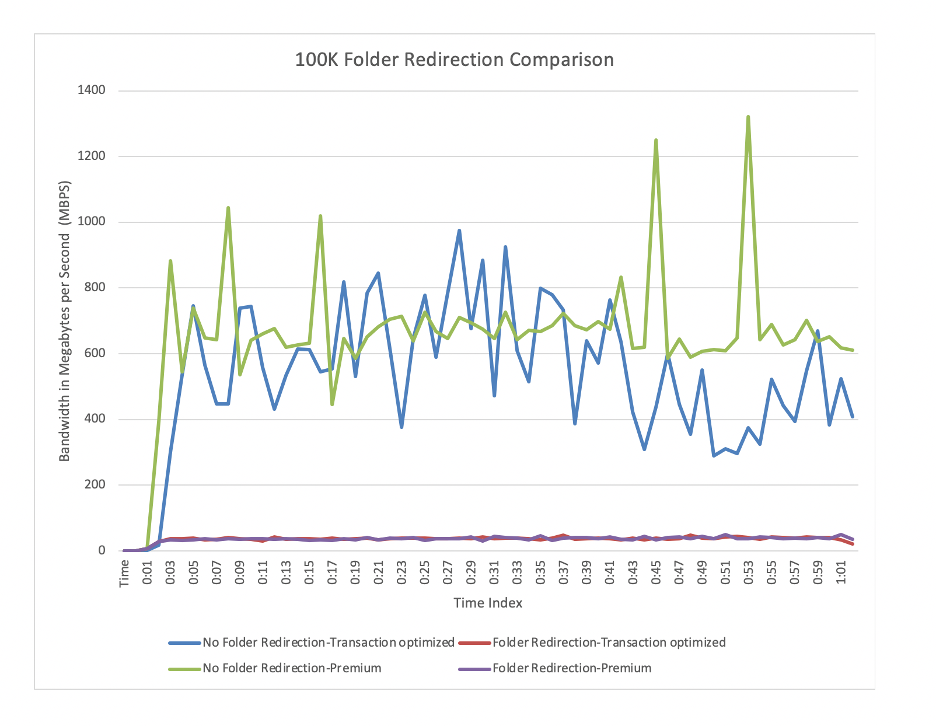 100K Folder Redirection Comparison
1400
1200
1000
800
600
400
200
0
Bandwidth in Megabytes per Second (MBPS)
Time 0:01 0:03 0:05 0:07 0:09 0:11 0:13 0:15 0:17 0:19 0:21 0:23 0:25 0:27 0:29 0:31 0:33 0:35 0:37 0:39 0:41 0:43 0:45 0:47 0:49 0:51 0:53 0:55 0:57 0:59 1:01
Time Index
No Folder Redirection-Transaction optimized Folder Redirection-Transaction optimized
No Folder Redirection-Premium Folder Redirection-Premium